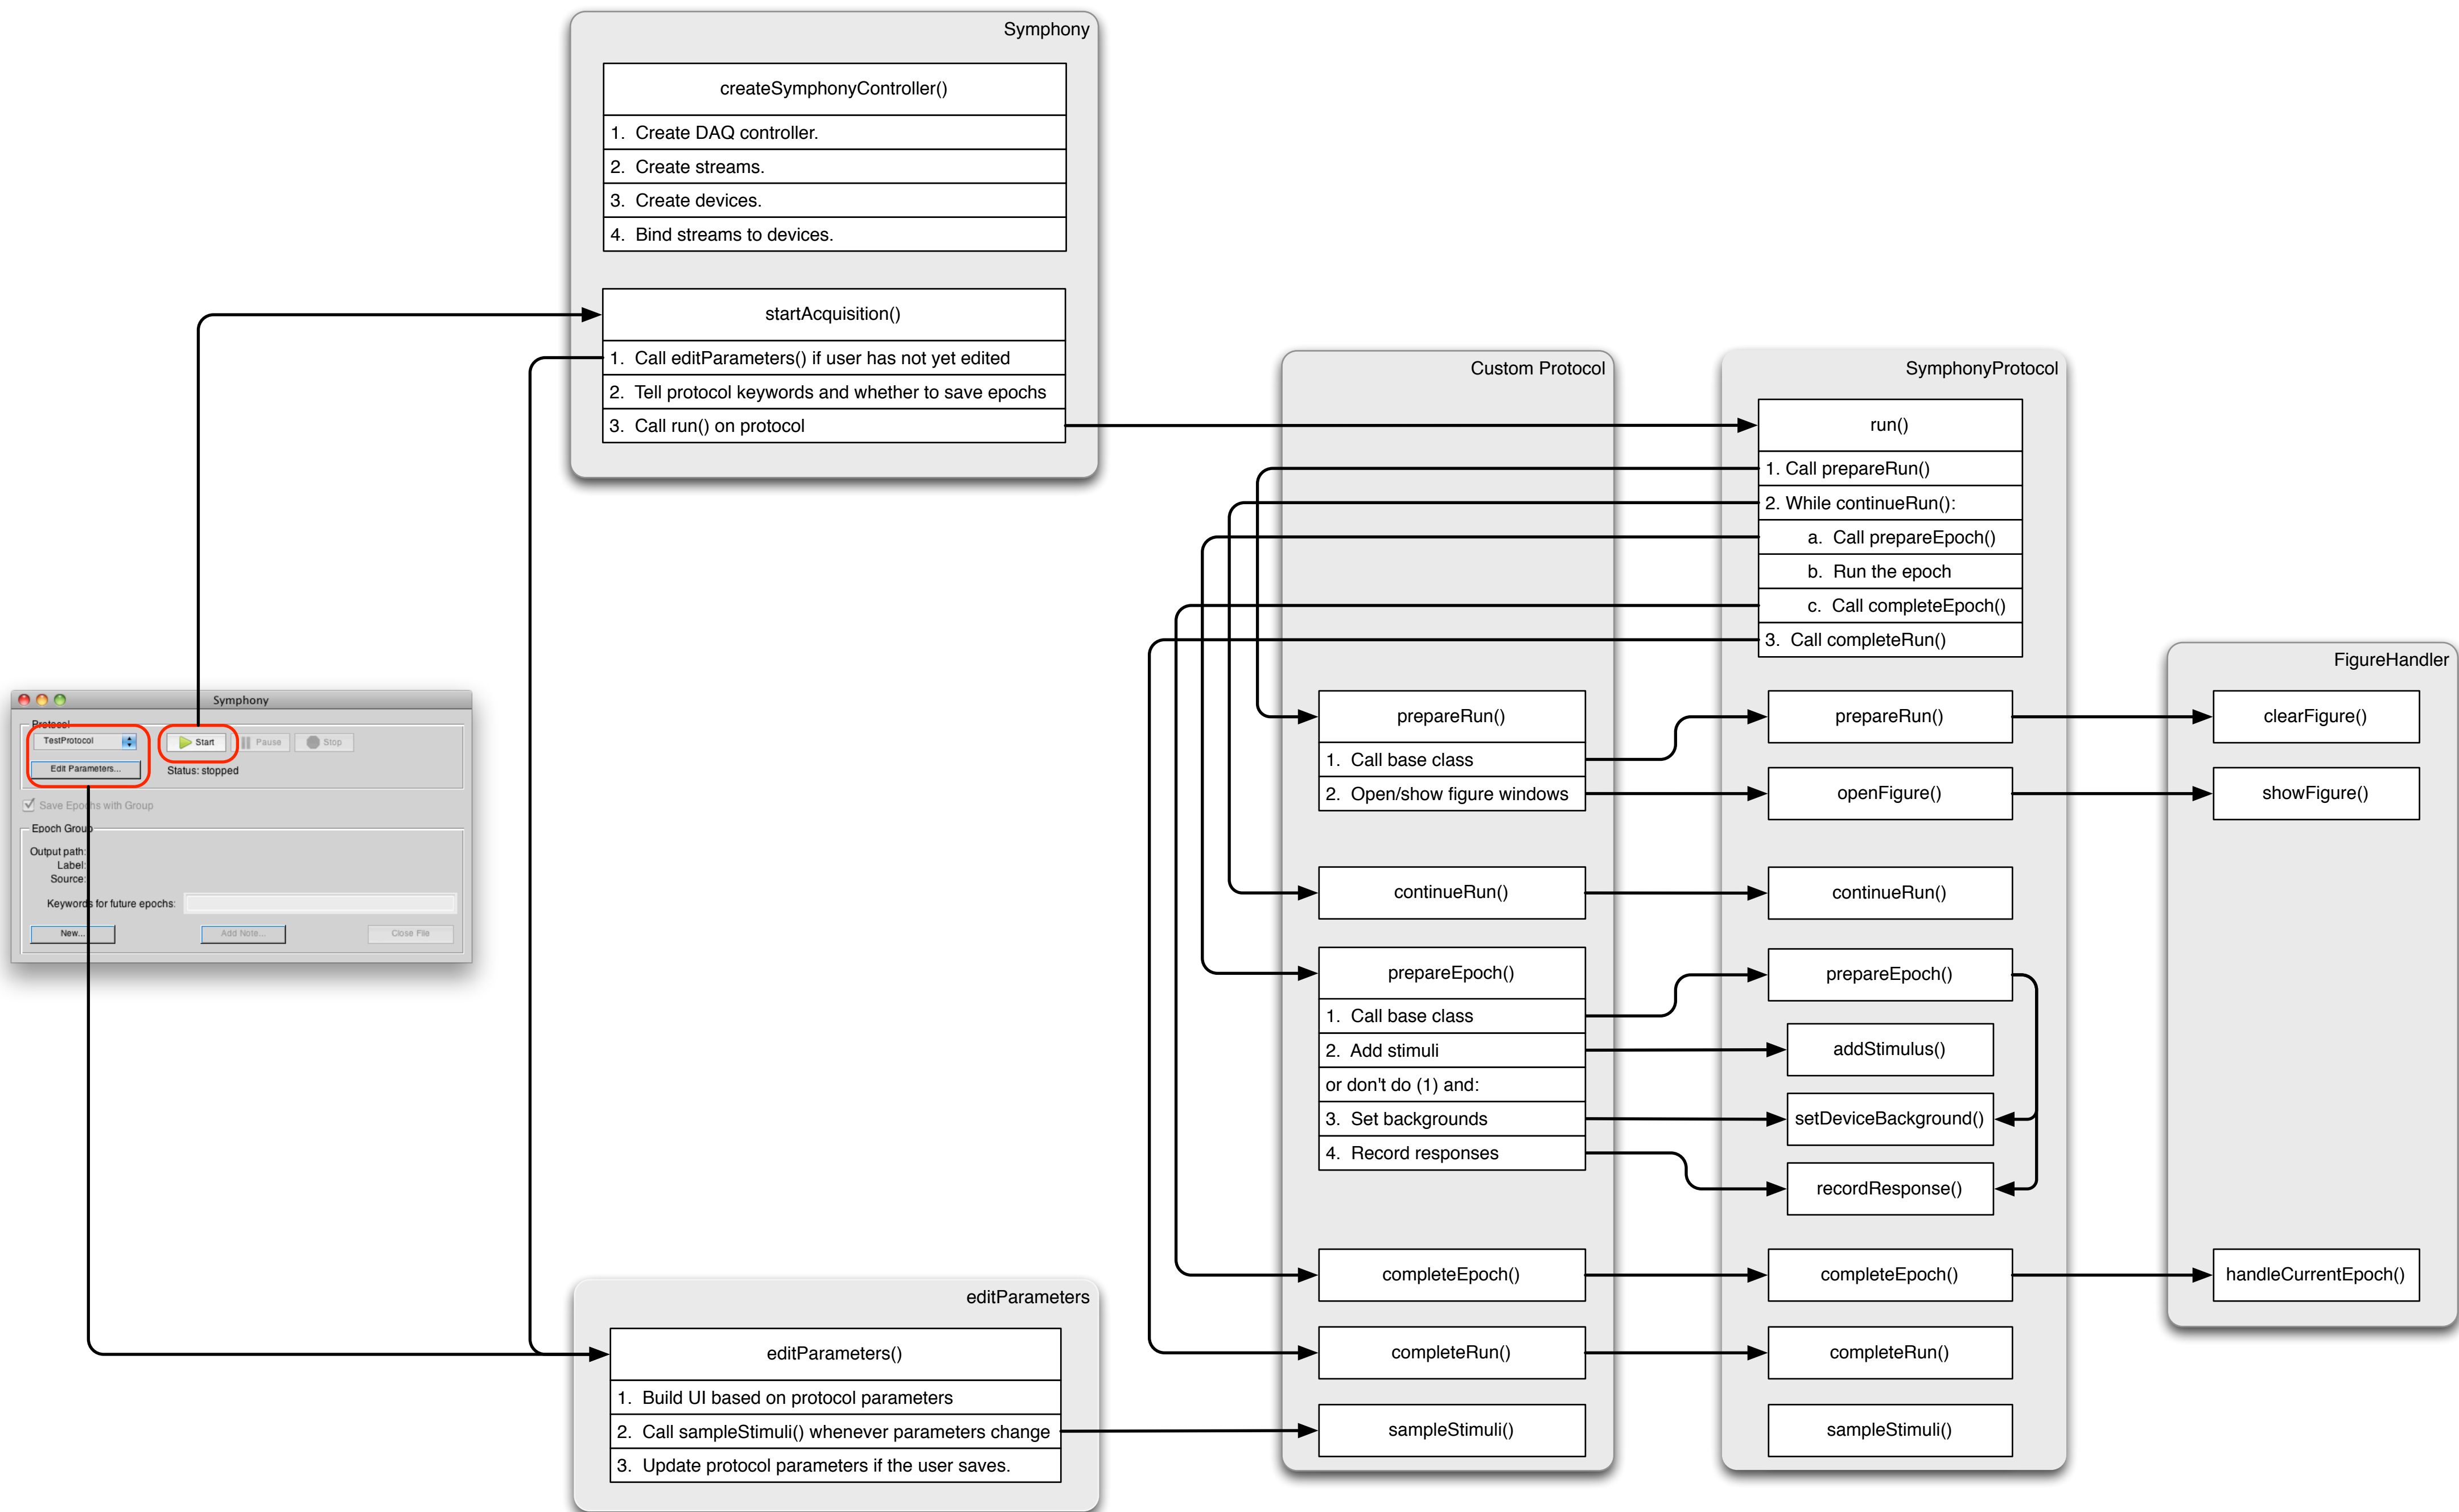 Symphony
createSymphonyController()
1. Create DAQ controller.
2. Create streams.
3. Create devices.
4. Bind streams to devices.
startAcquisition()
1. Call editParameters() if user has not yet edited
2. Tell protocol keywords and whether to save epochs
3. Call run() on protocol
Symphony
Protocol
TestProtocol
Start
Pause
Stop
Edit Parameters...
Status: stopped
Save Epochs with Group
Epoch Group
Output path:
Label:
Source:
Keywords for future epochs:
New...
Add Note...
Close File
editParameters
editParameters()
1. Build UI based on protocol parameters
2. Call sampleStimuli() whenever parameters change
3. Update protocol parameters if the user saves.
Custom Protocol
prepareRun()
1. Call base class
2. Open/show figure windows
continueRun()
prepareEpoch()
1. Call base class
2. Add stimuli
or don't do (1) and:
3. Set backgrounds
4. Record responses
completeEpoch()
completeRun()
sampleStimuli()
SymphonyProtocol
run()
1. Call prepareRun()
2. While continueRun():
a. Call prepareEpoch()
b. Run the epoch
c. Call completeEpoch()
3. Call completeRun()
prepareRun()
openFigure()
continueRun()
prepareEpoch()
addStimulus()
setDeviceBackground()
recordResponse()
completeEpoch()
completeRun()
sampleStimuli()
FigureHandler
clearFigure()
showFigure()
handleCurrentEpoch()